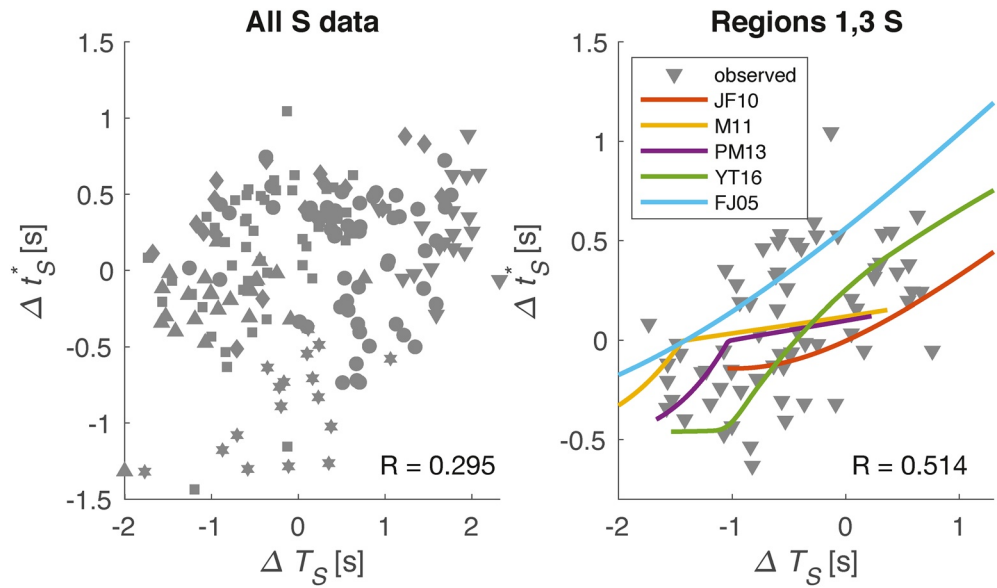 All S data
1.5
1
0.5
0
-0.5
-1
-1.5
Δ t*S [s]
-2 -1 0 1 2
Δ TS [s]
R = 0.295
Regions 1,3 S
1.5
1
0.5
0
-0.5
Δ t*S [s]
-2 -1 0 1
Δ TS [s]
observed
JF10
M11
PM13
YT16
FJ05
R = 0.514